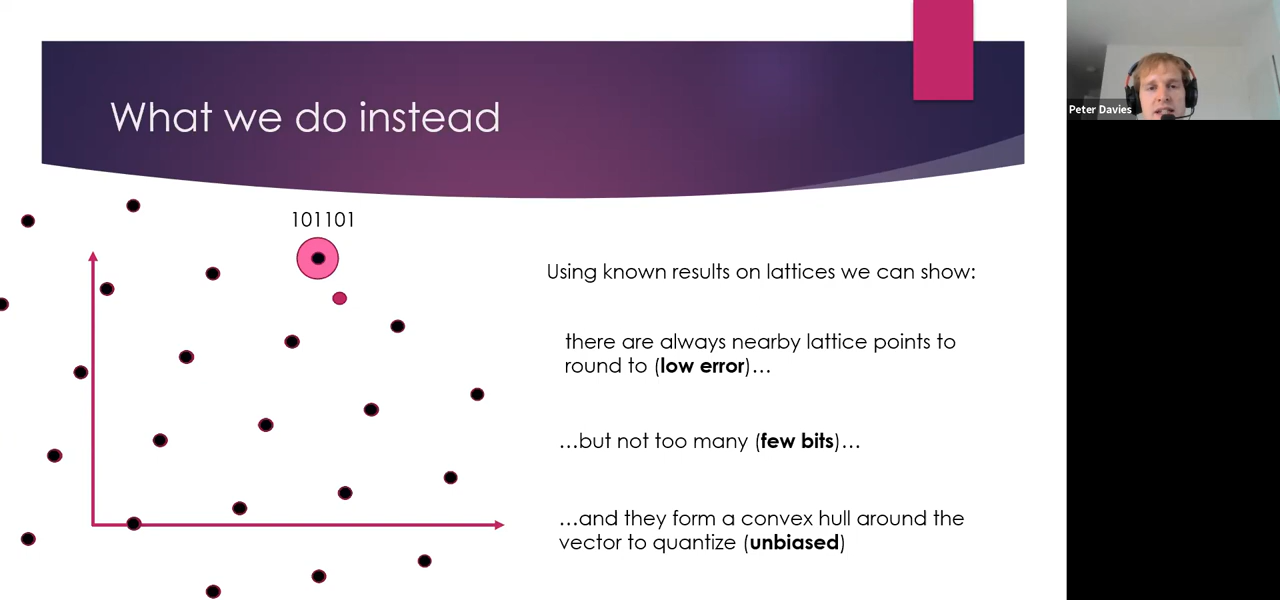 What we do instead
Peter Davies
101101
Using known results on lattices we can show:
there are always nearby lattice points to
round to (low error)…
…but not too many (few bits)…
…and they form a convex hull around the
vector to quantize (unbiased)